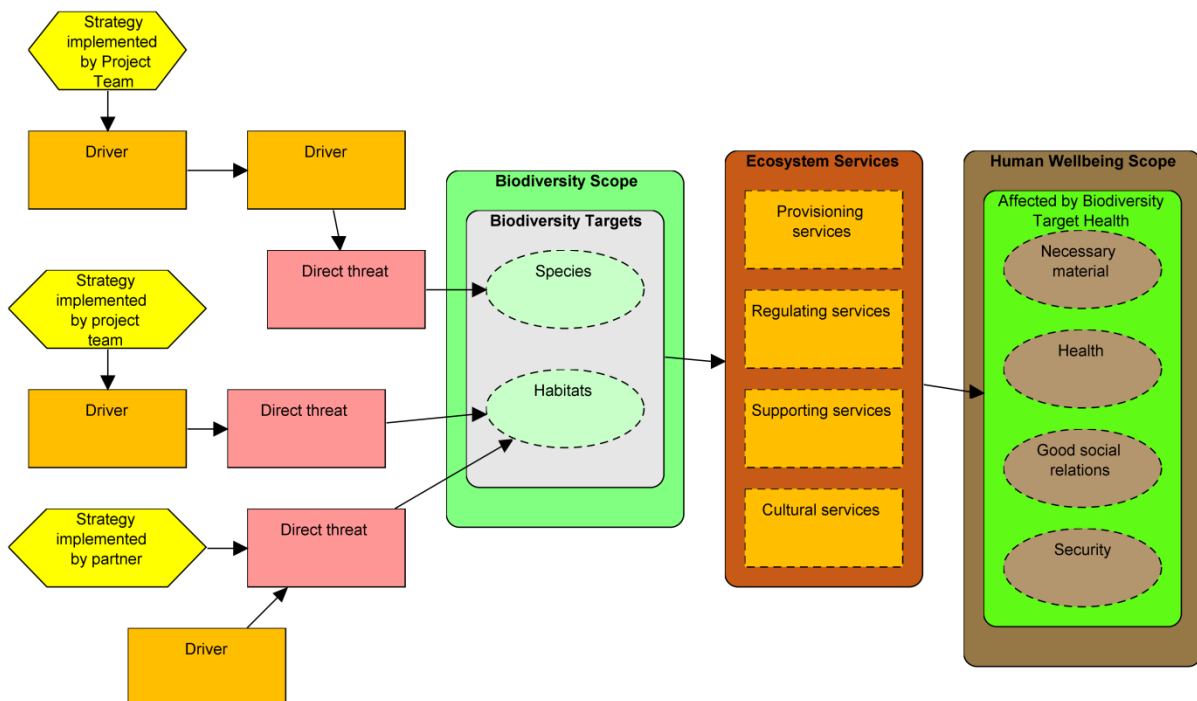 Strategy
implemented
by Project
Team
Driver
Driver
Direct threat
Strategy
implemented
by project
team
Driver
Direct threat
Strategy
implemented
by partner
Direct threat
Driver
Biodiversity Scope
Biodiversity Targets
Species
Habitats
Ecosystem Services
Provisioning
services
Regulating services
Supporting services
Cultural services
Human Wellbeing Scope
Affected by Biodiversity
Target Health
Necessary
material
Health
Good social
relations
Security